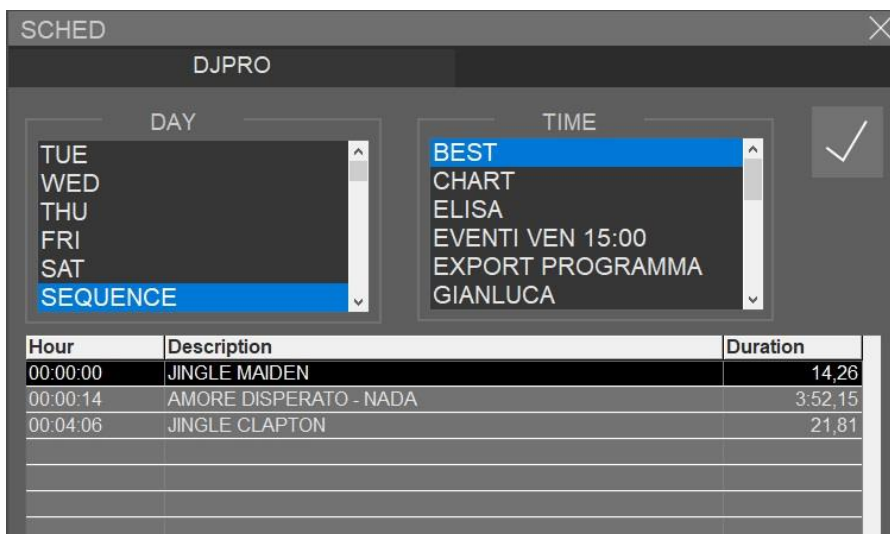 SCHED
DJPRO
DAY
TUE
WED
THU
FRI
SAT
SEQUENCE
TIME
BEST
CHART
ELISA
EVENTI VEN 15:00
EXPORT PROGRAMMA
GIANLUCA
Hour Description Duration
00:00:00 JINGLE MAIDEN 14,26
00:00:14 AMORE DISPERATO - NADA 3:52,15
00:04:06 JINGLE CLAPTON 21,81